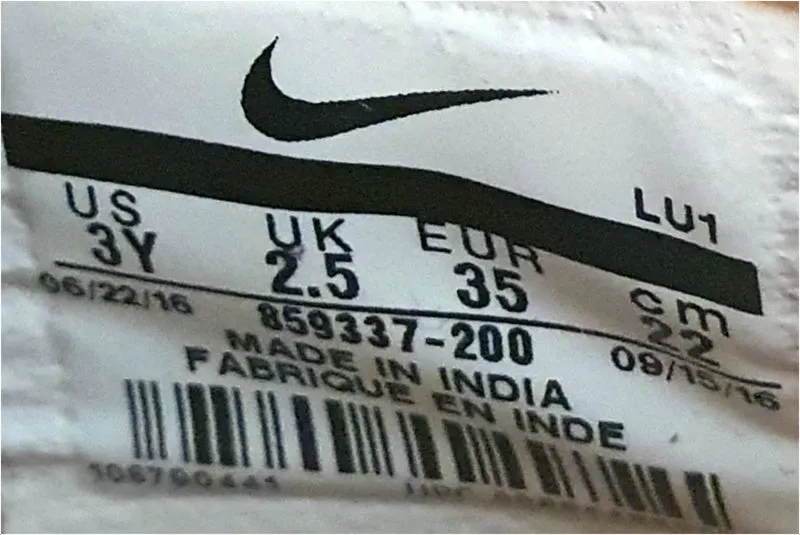 LU1
US UK EUR cm
3Y 2.5 35 22
06/22/16 859337-200 09/15/16
MADE IN INDIA
FABRIQUE EN INDE